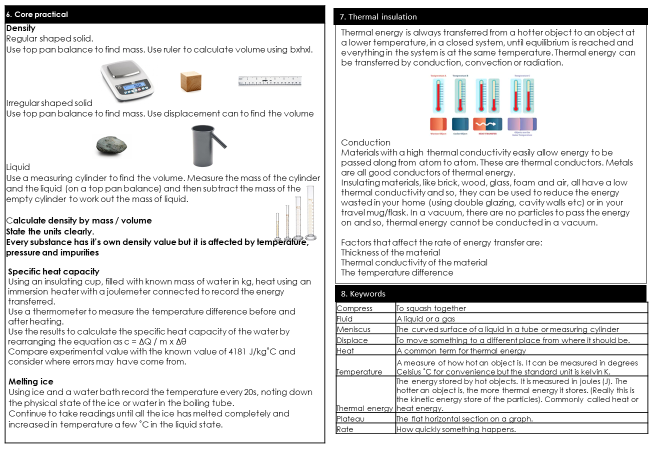 6. Core practical
Density
Regular shaped solid.
Use top pan balance to find mass. Use ruler to calculate volume using bxhxl.
Irregular shaped solid
Use top pan balance to find mass. Use displacement can to find the volume
Liquid
Use a measuring cylinder to find the volume. Measure the mass of the cylinder
and the liquid (on a top pan balance) and then subtract the mass of the
empty cylinder to work out the mass of liquid.
Calculate density by mass / volume
State the units clearly.
Every substance has it's own density value but it is affected by temperature,
pressure and impurities
Specific heat capacity
Using an insulating cup, filled with known mass of water in kg, heat using an
immersion heater with a joulemeter connected to record the energy
transferred.
Use a thermometer to measure the temperature difference before and
after heating.
Use the results to calculate the specific heat capacity of the water by
rearranging the equation as c = ΔQ / m x Δθ
Compare experimental value with the known value of 4181 J/kg˚C and
consider where errors may have come from.
Melting ice
Using ice and a water bath record the temperature every 20s, noting down
the physical state of the ice or water in the boiling tube.
Continue to take readings until all the ice has melted completely and
increased in temperature a few ˚C in the liquid state.
7. Thermal insulation
Thermal energy is always transferred from a hotter object to an object at
a lower temperature, in a closed system, until equilibrium is reached and
everything in the system is at the same temperature. Thermal energy can
be transferred by conduction, convection or radiation.
Conduction
Materials with a high thermal conductivity easily allow energy to be
passed along from atom to atom. These are thermal conductors. Metals
are all good conductors of thermal energy.
Insulating materials, like brick, wood, glass, foam and air, all have a low
thermal conductivity and so, they can be used to reduce the energy
wasted in your home (using double glazing, cavity walls etc) or in your
travel mug/flask. In a vacuum, there are no particles to pass the energy
on and so, thermal energy cannot be conducted in a vacuum.
Factors that affect the rate of energy transfer are:
Thickness of the material
Thermal conductivity of the material
The temperature difference
8. Keywords
Compress To squash together
Fluid A liquid or a gas
Meniscus The curved surface of a liquid in a tube or measuring cylinder
Displace To move something to a different place from where it should be.
Heat A common term for thermal energy
A measure of how hot an object is. It can be measured in degrees
Temperature Celsius ˚C for convenience but the standard unit is kelvin K.
The energy stored by hot objects. It is measured in joules (J). The
hotter an object is, the more thermal energy it stores. (Really this is
the kinetic energy store of the particles). Commonly called heat or
Thermal energy heat energy.
Plateau The flat horizontal section on a graph.
Rate How quickly something happens.